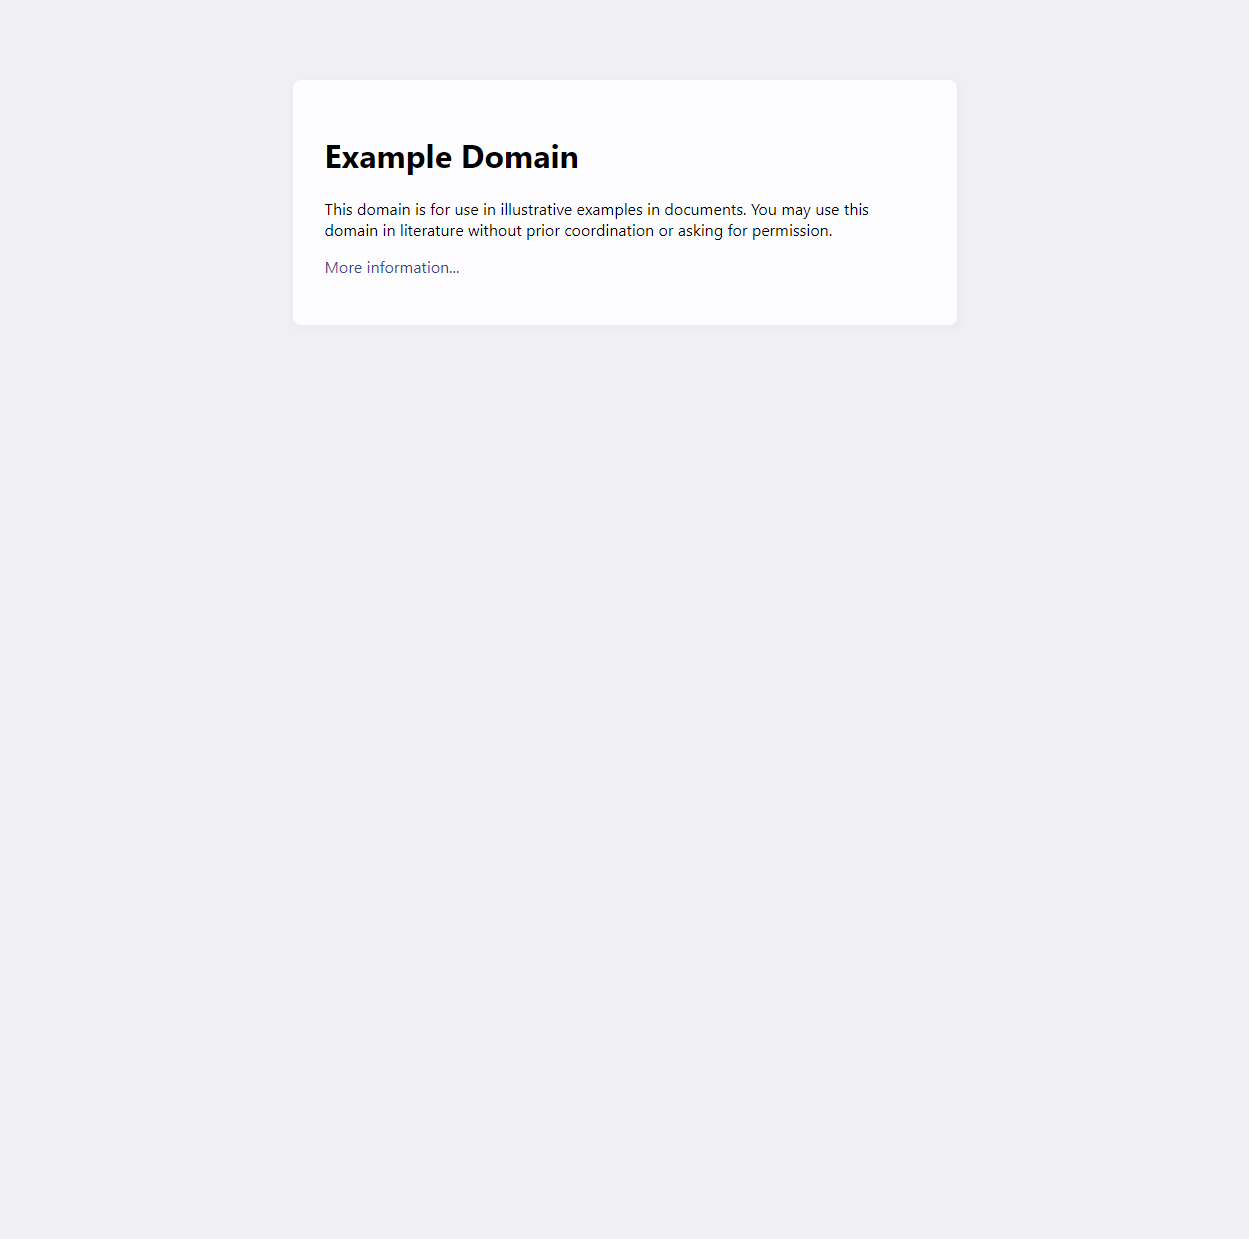 Example Domain
This domain is for use in illustrative examples in documents. You may use this
domain in literature without prior coordination or asking for permission.
More information...